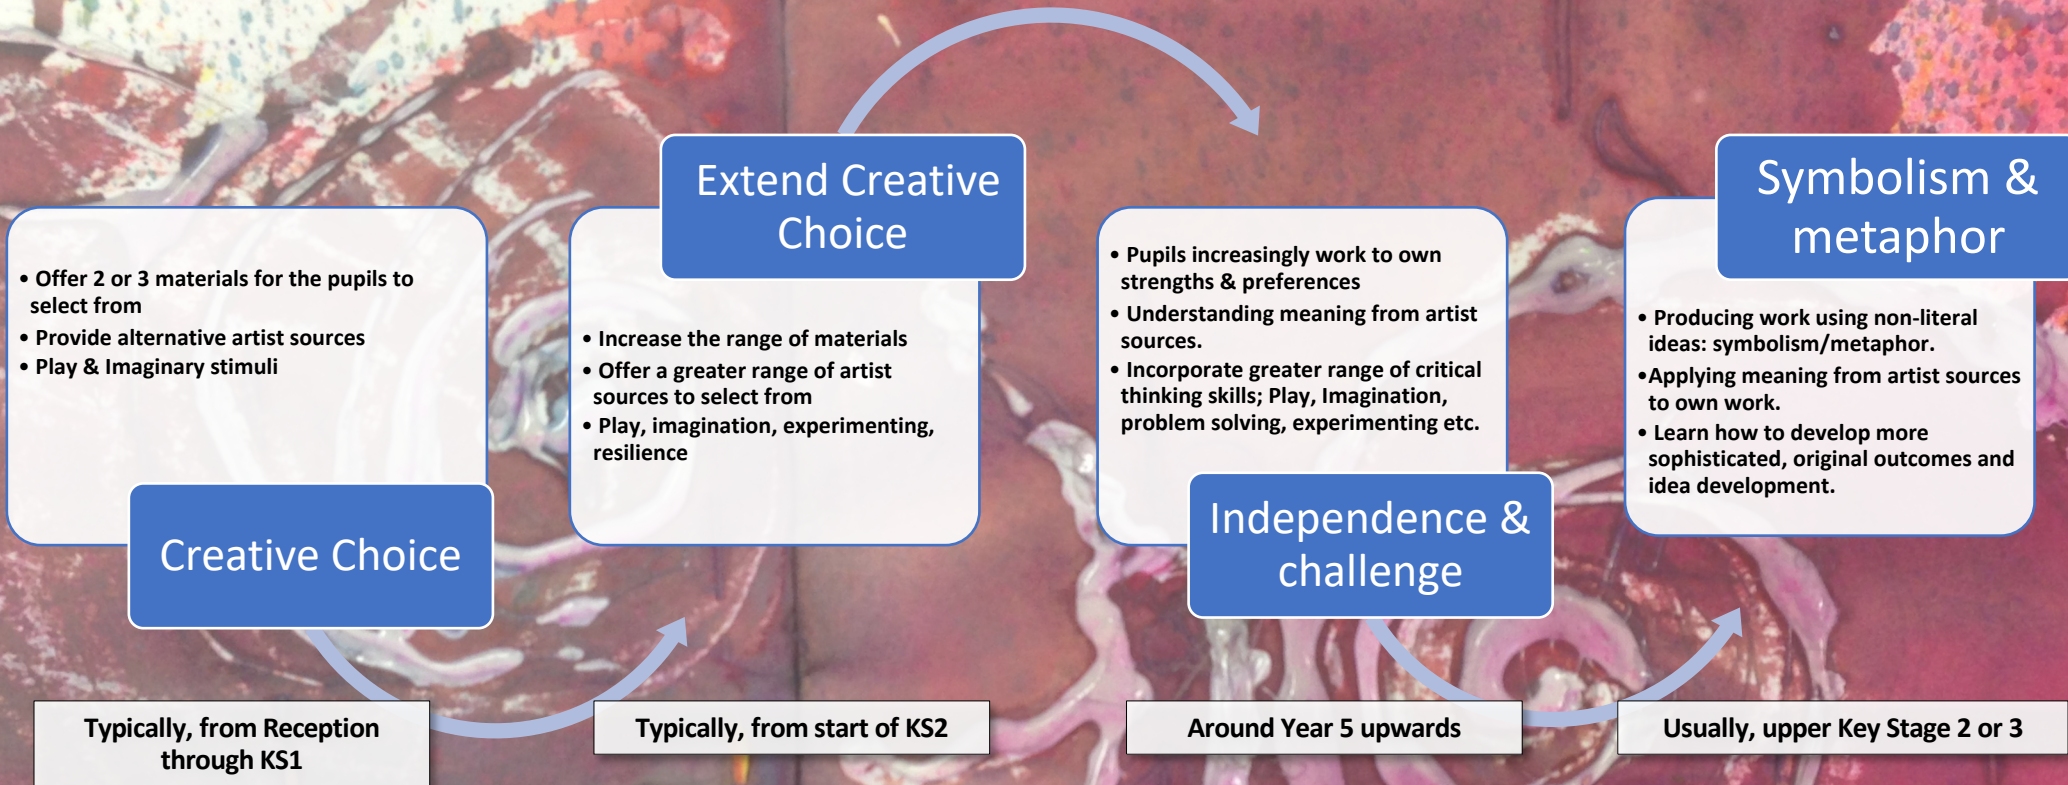 • Offer 2 or 3 materials for the pupils to
select from
• Provide alternative artist sources
• Play & Imaginary stimuli
Creative Choice
Typically, from Reception
through KS1
Extend Creative
Choice
• Increase the range of materials
• Offer a greater range of artist
sources to select from
• Play, imagination, experimenting,
resilience
Typically, from start of KS2
• Pupils increasingly work to own
strengths & preferences
• Understanding meaning from artist
sources.
• Incorporate greater range of critical
thinking skills; Play, Imagination,
problem solving, experimenting etc.
Independence &
challenge
Around Year 5 upwards
Symbolism &
metaphor
• Producing work using non-literal
ideas: symbolism/metaphor.
•Applying meaning from artist sources
to own work.
• Learn how to develop more
sophisticated, original outcomes and
idea development.
Usually, upper Key Stage 2 or 3